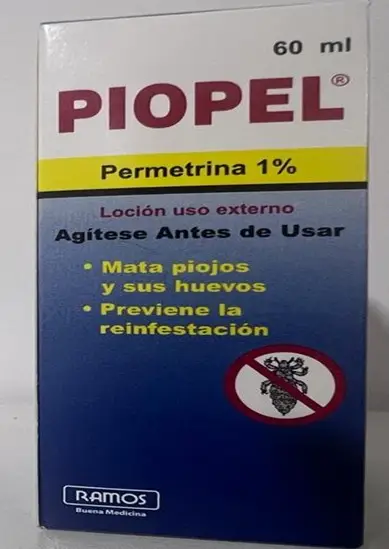 60 ml
PIOPEL®
Permetrina 1%
Loción uso externo
Agítese Antes de Usar
• Mata piojos
y sus huevos
• Previene la
reinfestación
RAMOS
Buena Medicina